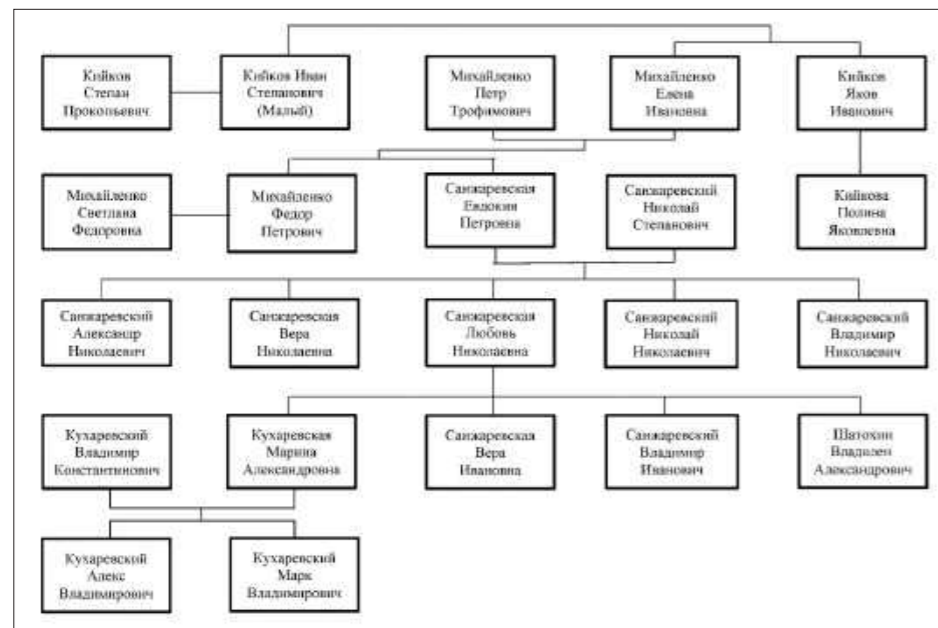 Кийков
Степан
Прокопьевич
Кийков Иван
Степанович
(Малый)
Михайленко
Петр
Трофимович
Михайленко
Елена
Ивановна
Кийков
Яков
Иванович
Михайленко
Светлана
Федоровна
Михайленко
Федор
Петрович
Санжаревская
Евдокия
Петровна
Санжаревский
Николай
Степанович
Кийкова
Полина
Яковлевна
Санжаревский
Александр
Николаевич
Санжаревская
Вера
Николаевна
Санжаревская
Любовь
Николаевна
Санжаревский
Николай
Николаевич
Санжаревский
Владимир
Николаевич
Кухаревский
Владимир
Константинович
Кухаревская
Марина
Александровна
Санжаревская
Вера
Ивановна
Санжаревский
Владимир
Иванович
Шатохин
Владилен
Александрович
Кухаревский
Алекс
Владимирович
Кухаревский
Марк
Владимирович